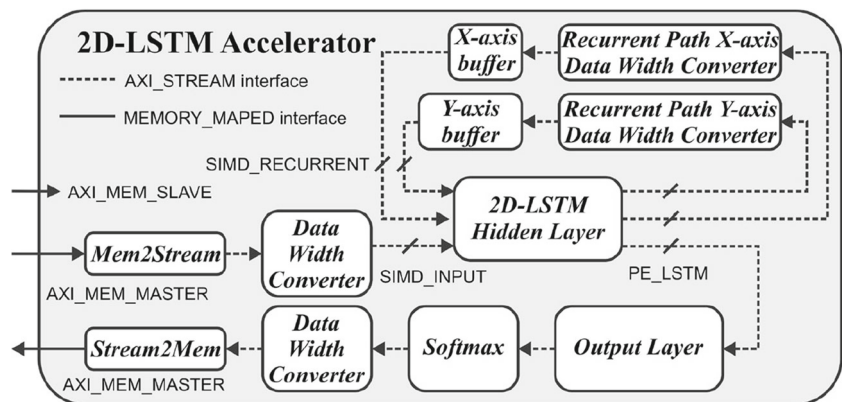 2D-LSTM Accelerator
AXI_STREAM interface
MEMORY_MAPED interface
X-axis
buffer
Recurrent Path X-axis
Data Width Converter
Y-axis
buffer
Recurrent Path Y-axis
Data Width Converter
SIMD_RECURRENT
AXI_MEM_SLAVE
2D-LSTM
Hidden Layer
Mem2Stream
Data
Width
Converter
AXI_MEM_MASTER
SIMD_INPUT
PE_LSTM
Stream2Mem
Data
Width
Converter
Softmax
Output Layer
AXI_MEM_MASTER